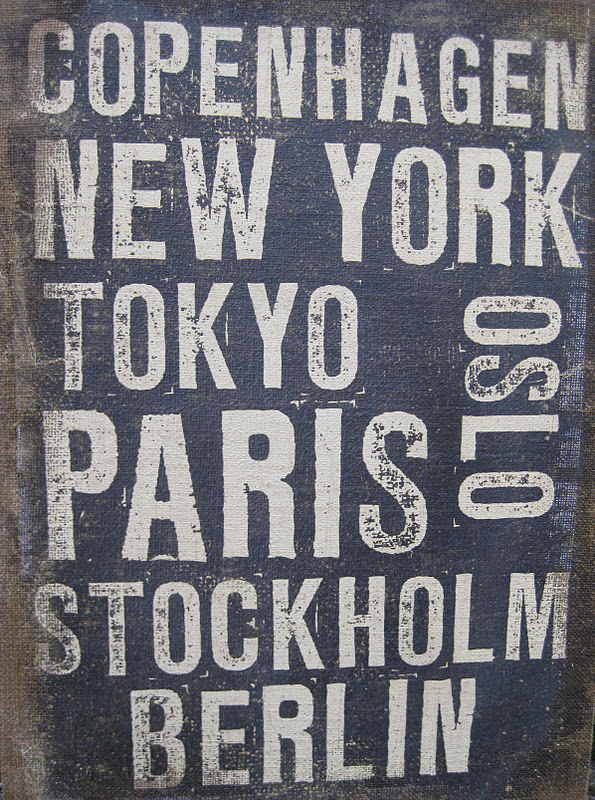 COPENHAGEN
NEW YORK
TOKYO
OSLO
PARIS
STOCKHOLM
BERLIN